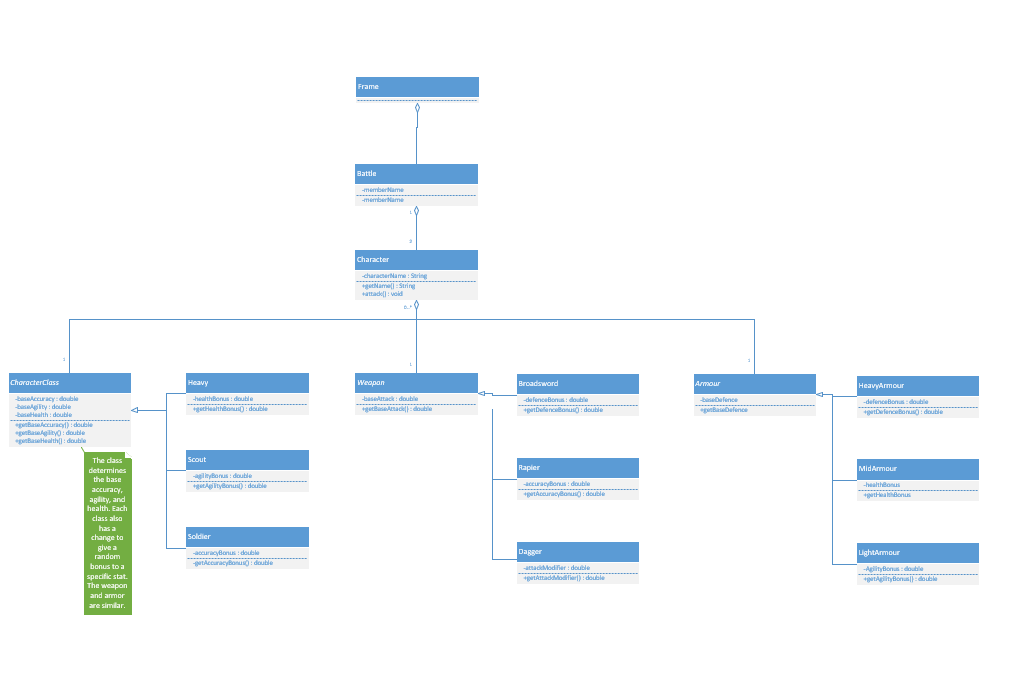 Frame
Battle
-memberName
-memberName
1
2
Character
-characterName : String
+getName() : String
+attack() : void
0..*
1
1
1
CharacterClass
-baseAccuracy : double
-baseAgility : double
-baseHealth : double
+getBaseAccuracy() : double
+getBaseAgility() : double
+getBaseHealth() : double
The class
determines
the base
accuracy,
agility, and
health. Each
class also
has a
change to
give a
random
bonus to a
specific stat.
The weapon
and armor
are similar.
Heavy
-healthBonus : double
+getHealthBonus() : double
Scout
-agilityBonus : double
+getAgilityBonus() : double
Soldier
-accuracyBonus : double
-getAccuracyBonus() : double
Weapon
-baseAttack : double
+getBaseAttack() : double
Broadsword
-defenceBonus : double
+getDefenceBonus() : double
Rapier
-accuracyBonus : double
+getAccuracyBonus() : double
Dagger
-attackModifier : double
+getAttackModifier() : double
Armour
-baseDefence
+getBaseDefence
HeavyArmour
-defenceBonus : double
+getDefenceBonus() : double
MidArmour
-healthBonus
+getHealthBonus
LightArmour
-AgilityBonus : double
+getAgilityBonus() : double